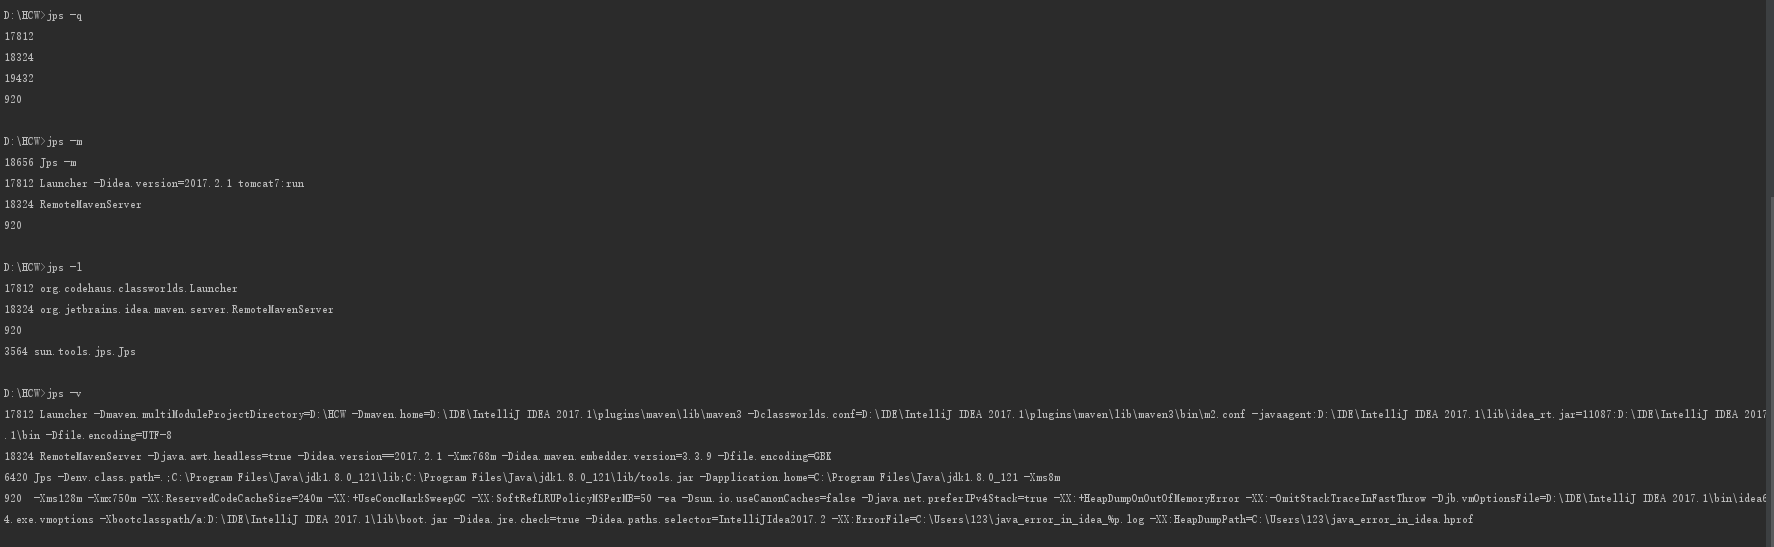 D:\HCW>jps -q
17812
18324
19432
920
D:\HCW>jps -m
18656 Jps -m
17812 Launcher -Didea.version=2017.2.1 tomcat7:run
18324 RemoteMavenServer
920
D:\HCW>jps -l
17812 org.codehaus.classworlds.Launcher
18324 org.jetbrains.idea.maven.server.RemoteMavenServer
920
3564 sun.tools.jps.Jps
D:\HCW>jps -v
17812 Launcher -Dmaven.multiModuleProjectDirectory=D:\HCW -Dmaven.home=D:\IDE\IntelliJ IDEA 2017.1\plugins\maven\lib\maven3 -Dclassworlds.conf=D:\IDE\IntelliJ IDEA 2017.1\plugins\maven\lib\maven3\bin\m2.conf -javaagent:D:\IDE\IntelliJ IDEA 2017.1\lib\idea_rt.jar=11087:D:\IDE\IntelliJ IDEA 2017
.1\bin -Dfile.encoding=UTF-8
18324 RemoteMavenServer -Djava.awt.headless=true -Didea.version==2017.2.1 -Xmx768m -Didea.maven.embedder.version=3.3.9 -Dfile.encoding=GBK
6420 Jps -Denv.class.path=.;C:\Program Files\Java\jdk1.8.0_121\lib;C:\Program Files\Java\jdk1.8.0_121\lib/tools.jar -Dapplication.home=C:\Program Files\Java\jdk1.8.0_121 -Xms8m
920  -Xms128m -Xmx750m -XX:ReservedCodeCacheSize=240m -XX:+UseConcMarkSweepGC -XX:SoftRefLRUPolicyMSPerMB=50 -ea -Dsun.io.useCanonCaches=false -Djava.net.preferIPv4Stack=true -XX:+HeapDumpOnOutOfMemoryError -XX:-OmitStackTraceInFastThrow -Djb.vmOptionsFile=D:\IDE\IntelliJ IDEA 2017.1\bin\idea6
4.exe.vmoptions -Xbootclasspath/a:D:\IDE\IntelliJ IDEA 2017.1\lib\boot.jar -Didea.jre.check=true -Didea.paths.selector=IntelliJIdea2017.2 -XX:ErrorFile=C:\Users\123\java_error_in_idea_%p.log -XX:HeapDumpPath=C:\Users\123\java_error_in_idea.hprof